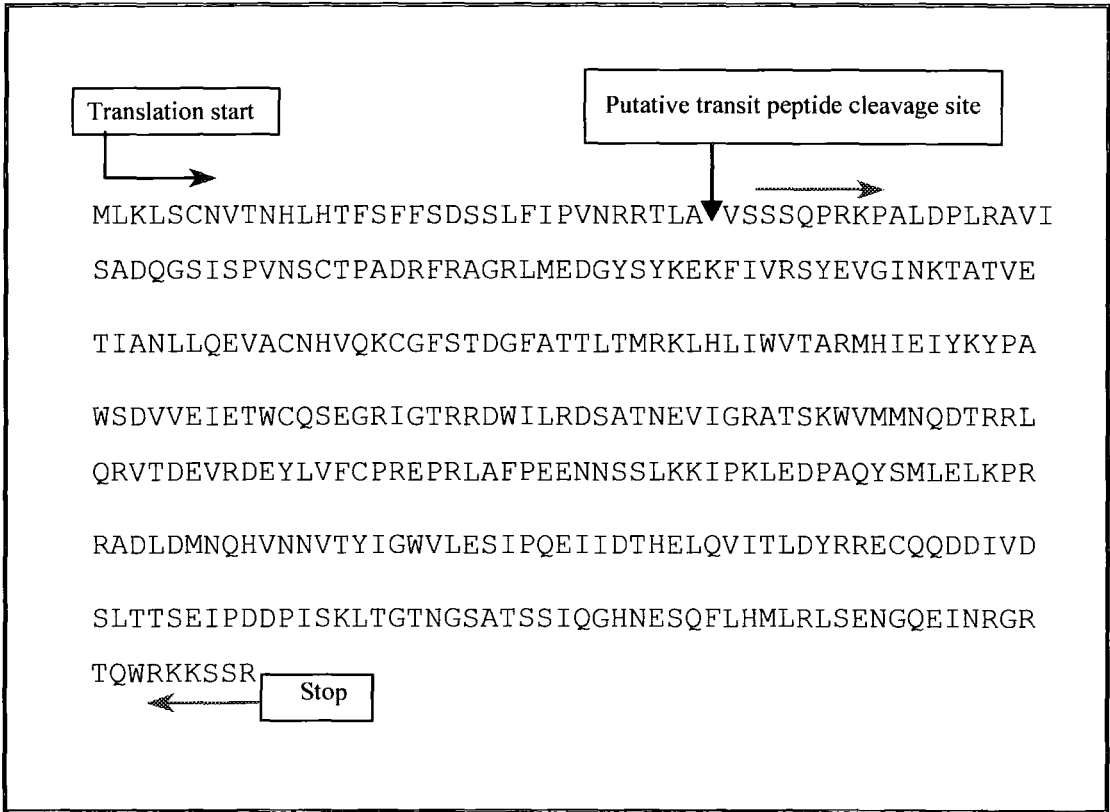 Translation start
Putative transit peptide cleavage site
MLKLSCNVTNHLHTFSFFSDSSLFIPVNRRTLAVSSSQPRKPALDPLRAVI
SADQGSISPVNSCTPADRFRAGRLMEDGYSYKEKFIVRSYEVGINKTATVE
TIANLLQEVACNHVQKCGFSTDGFATTLTMRKLHLIWVTARMHIEIYKYPA
WSDVVEIETWCQSEGRIGTRRDWILRDSATNEVIGRATSKWVMMNQDTRRL
QRVTDEVRDEYLVFCPREPRLAFPEENNSSLKKIPKLEDPAQYSMLELKPR
RADLDMNQHVNNVTYIGWVLESIPQEIIDTHELQVITLDYRRECQQDDIVD
SLTTSEIPDDPISKLTGTNGSATSSIQGHNESQFLHMLRLSENGQEINRGR
TQWRKKSSR
Stop